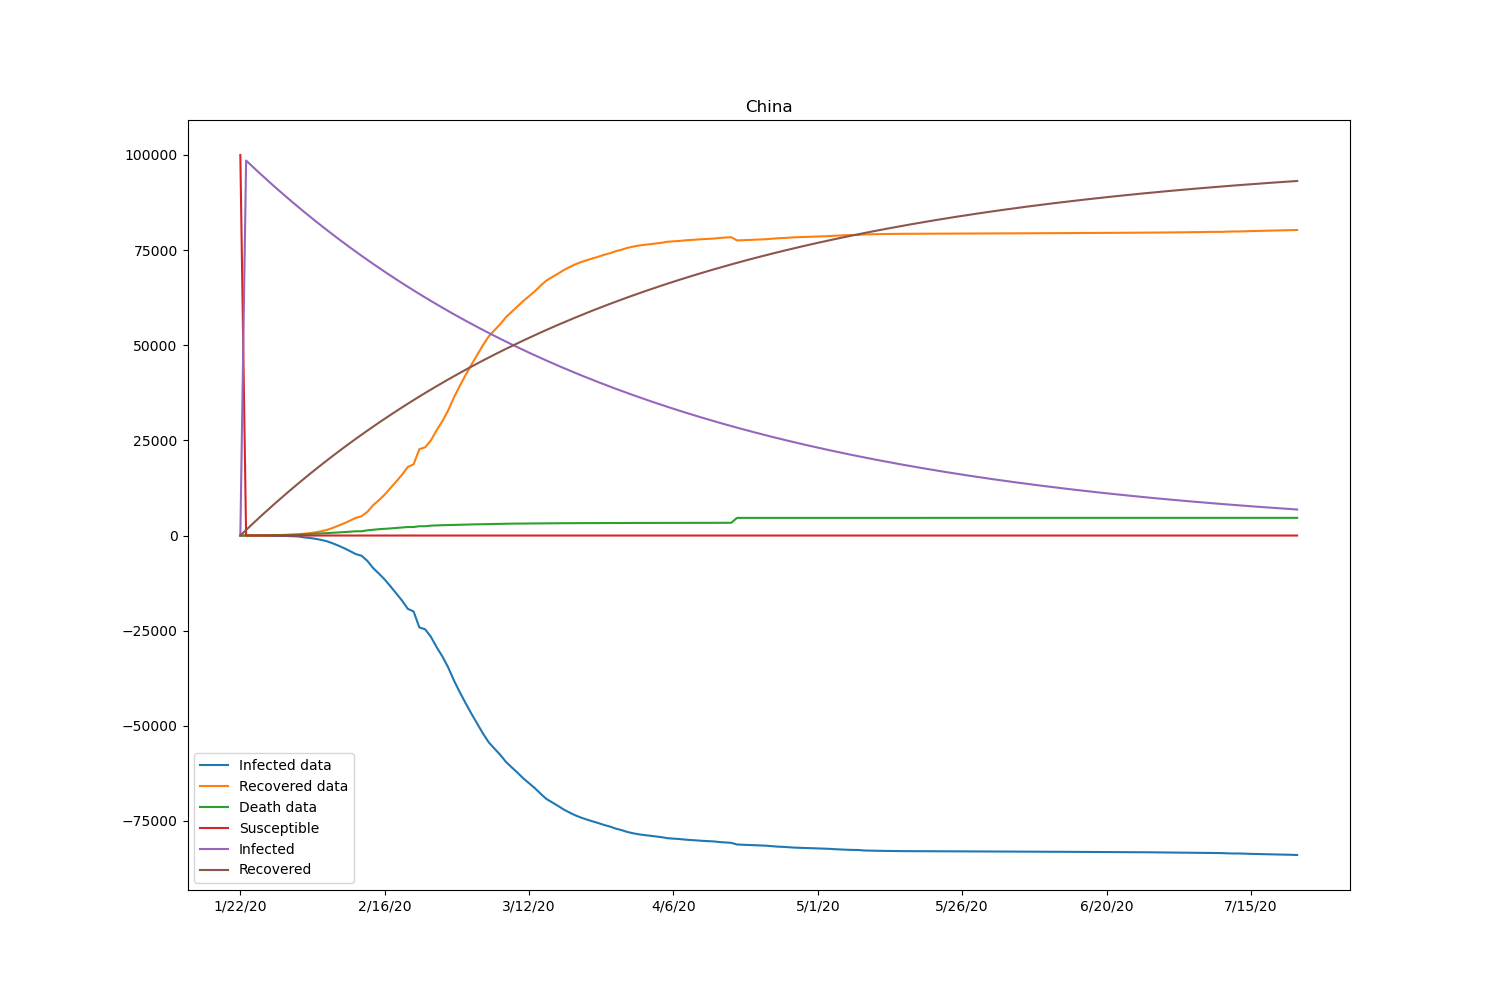 China
100000
75000
50000
25000
0
−25000
−50000
−75000
Infected data
Recovered data
Death data
Susceptible
Infected
Recovered
1/22/20 2/16/20 3/12/20 4/6/20 5/1/20 5/26/20 6/20/20 7/15/20